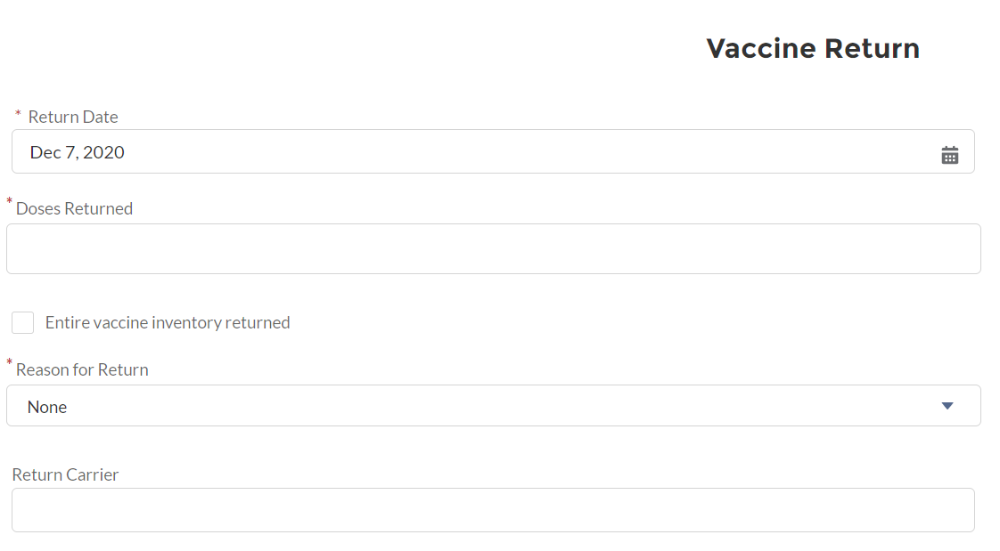 Vaccine Return
* Return Date
Dec 7, 2020
* Doses Returned
Entire vaccine inventory returned
* Reason for Return
None
Return Carrier